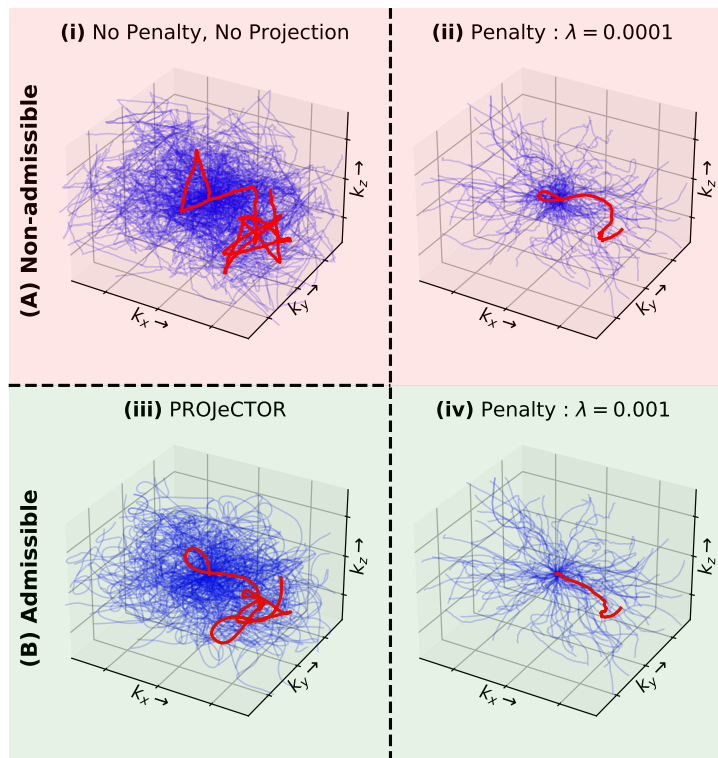 (i) No Penalty, No Projection
(ii) Penalty : λ = 0.0001
(A) Non-admissible
k_z →
k_y →
k_x →
k_z →
k_y →
k_x →
(iii) PROJeCTOR
(iv) Penalty : λ = 0.001
(B) Admissible
k_z →
k_y →
k_x →
k_z →
k_y →
k_x →